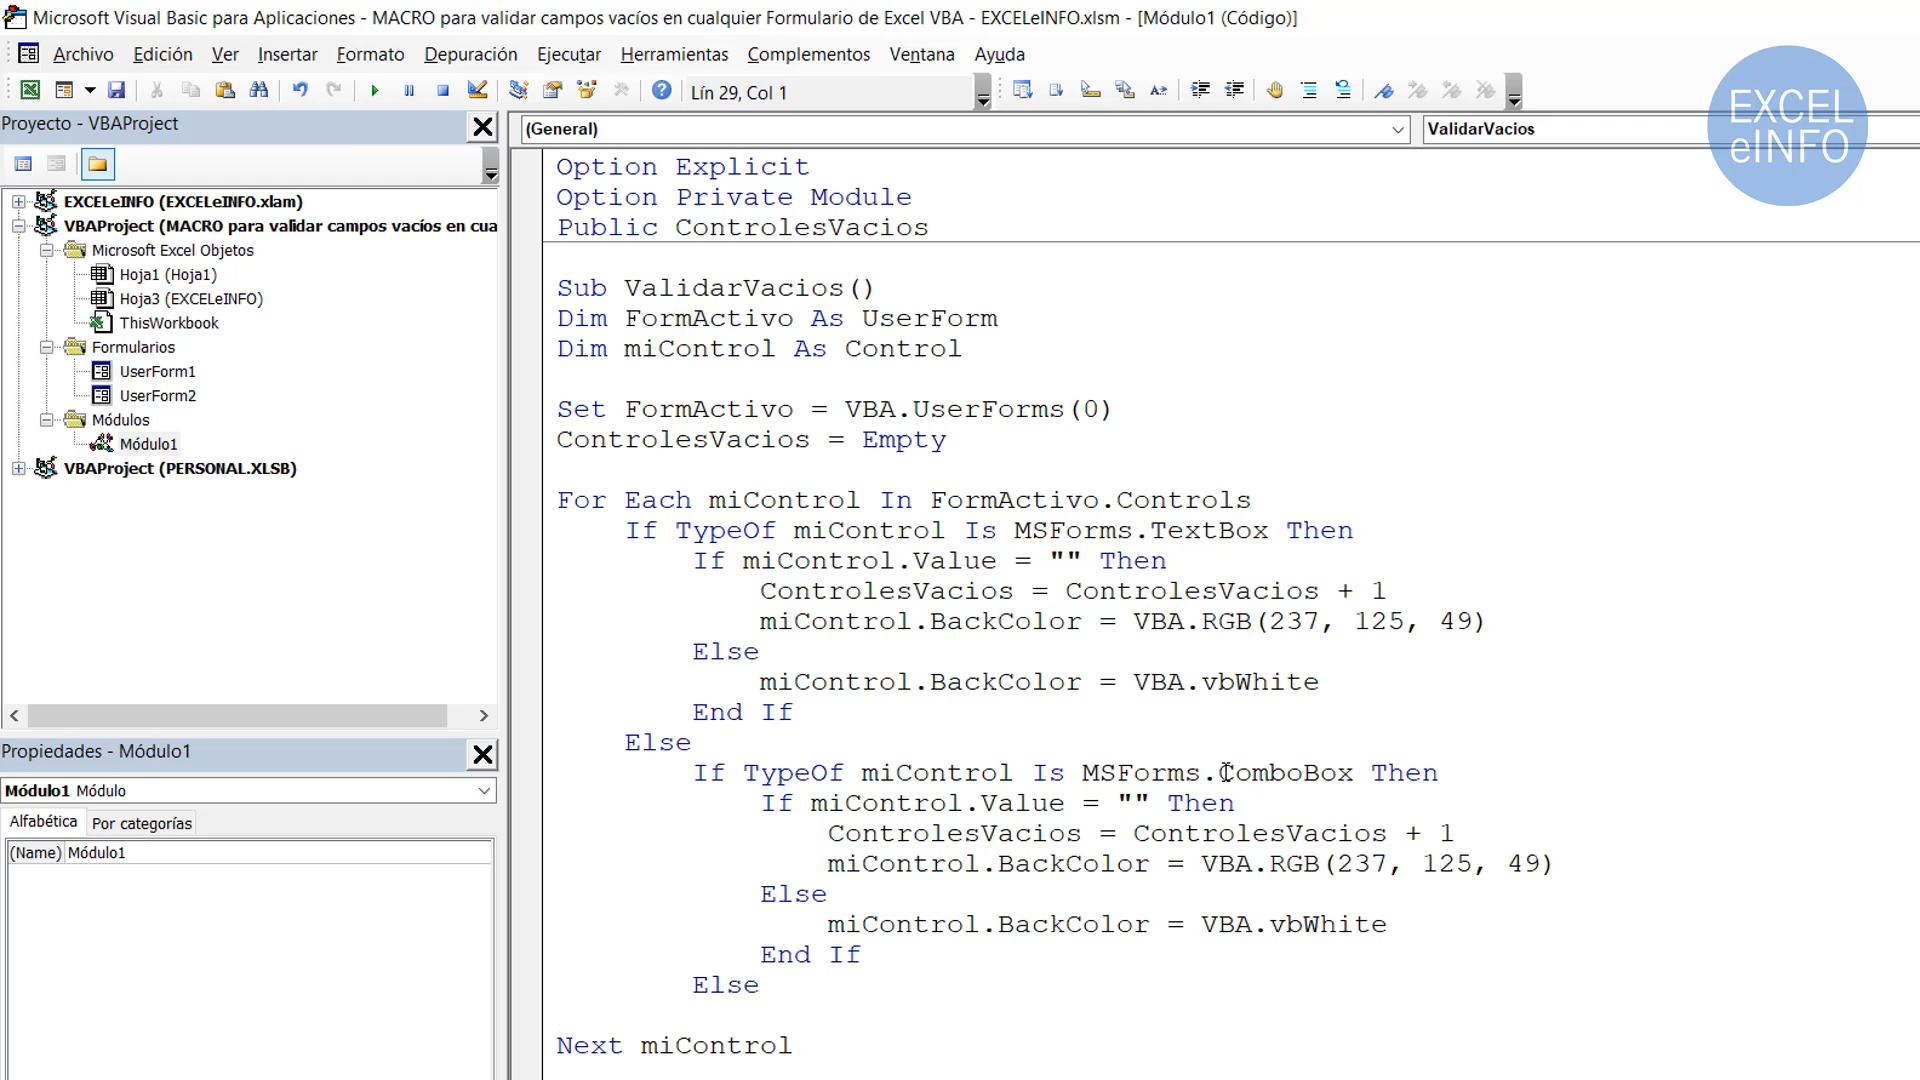 Microsoft Visual Basic para Aplicaciones - MACRO para validar campos vacíos en cualquier Formulario de Excel VBA - EXCELeINFO.xlsm - [Módulo1 (Código)]
Archivo Edición Ver Insertar Formato Depuración Ejecutar Herramientas Complementos Ventana Ayuda
Lín 29, Col 1
EXCEL
eINFO
Proyecto - VBAProject
EXCELeINFO (EXCELeINFO.xlam)
VBAProject (MACRO para validar campos vacíos en cua
Microsoft Excel Objetos
Hoja1 (Hoja1)
Hoja3 (EXCELeINFO)
ThisWorkbook
Formularios
UserForm1
UserForm2
Módulos
Módulo1
VBAProject (PERSONAL.XLSB)
Propiedades - Módulo1
Módulo1 Módulo
Alfabética Por categorías
(Name) Módulo1
(General) ValidarVacios
Option Explicit
Option Private Module
Public ControlesVacios
Sub ValidarVacios()
Dim FormActivo As UserForm
Dim miControl As Control
Set FormActivo = VBA.UserForms(0)
ControlesVacios = Empty
For Each miControl In FormActivo.Controls
If TypeOf miControl Is MSForms.TextBox Then
If miControl.Value = "" Then
ControlesVacios = ControlesVacios + 1
miControl.BackColor = VBA.RGB(237, 125, 49)
Else
miControl.BackColor = VBA.vbWhite
End If
Else
If TypeOf miControl Is MSForms.ComboBox Then
If miControl.Value = "" Then
ControlesVacios = ControlesVacios + 1
miControl.BackColor = VBA.RGB(237, 125, 49)
Else
miControl.BackColor = VBA.vbWhite
End If
Else
Next miControl